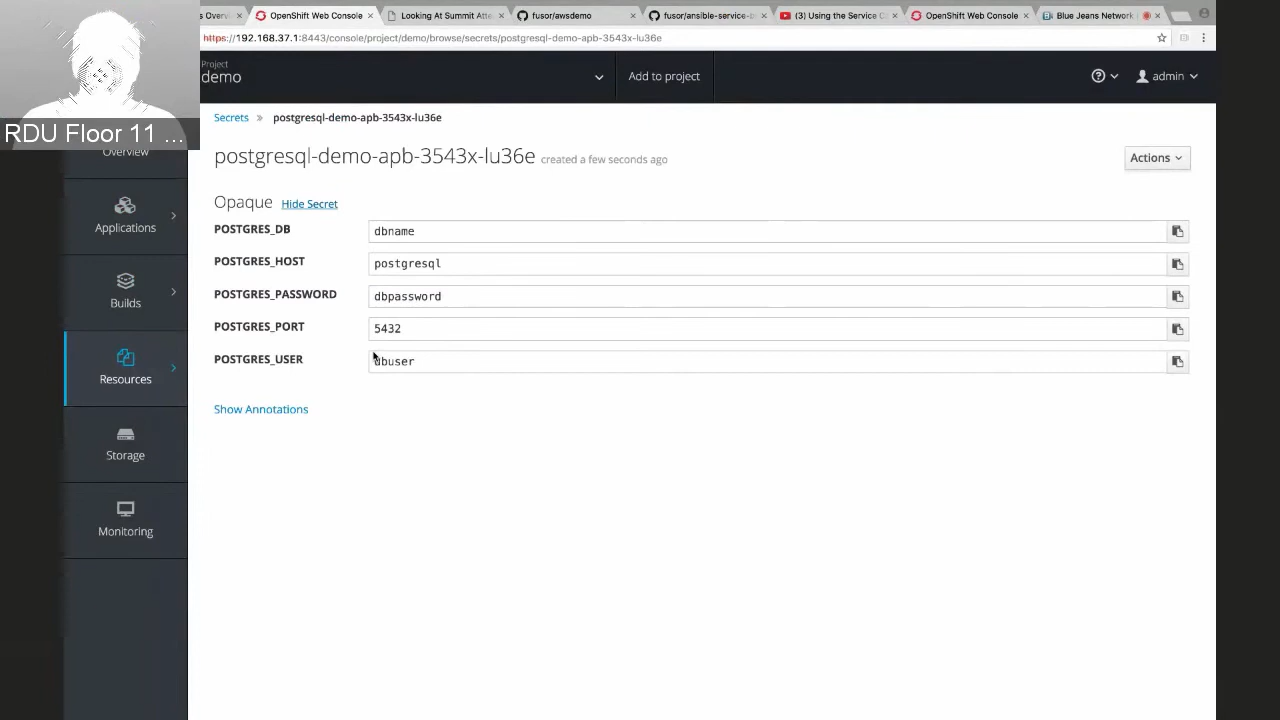 s Overvi
OpenShift Web Console
Looking At Summit Atte
fusor/awsdemo
fusor/ansible-service-b
(3) Using the Service C
OpenShift Web Console
Blue Jeans Network
https://192.168.37.1:8443/console/project/demo/browse/secrets/postgresql-demo-apb-3543x-lu36e
Project
demo
Add to project
admin
RDU Floor 11 ...
Overview
Applications
Builds
Resources
Storage
Monitoring
Secrets » postgresql-demo-apb-3543x-lu36e
postgresql-demo-apb-3543x-lu36e created a few seconds ago
Actions
Opaque Hide Secret
POSTGRES_DB dbname
POSTGRES_HOST postgresql
POSTGRES_PASSWORD dbpassword
POSTGRES_PORT 5432
POSTGRES_USER dbuser
Show Annotations